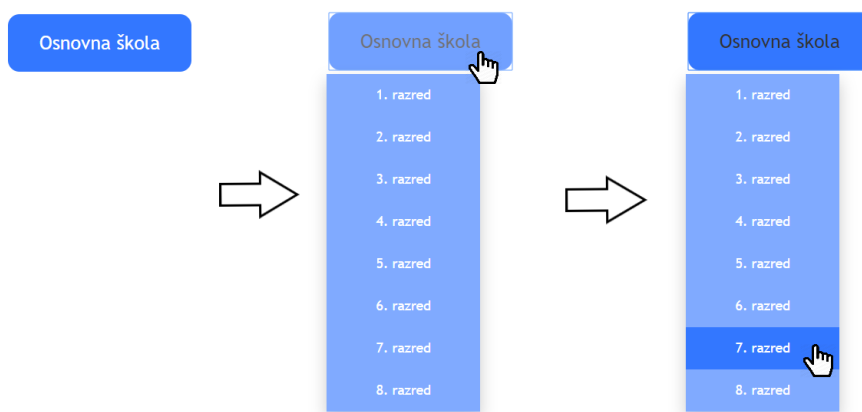 Osnovna škola
Osnovna škola
1. razred
2. razred
3. razred
4. razred
5. razred
6. razred
7. razred
8. razred
Osnovna škola
1. razred
2. razred
3. razred
4. razred
5. razred
6. razred
7. razred
8. razred